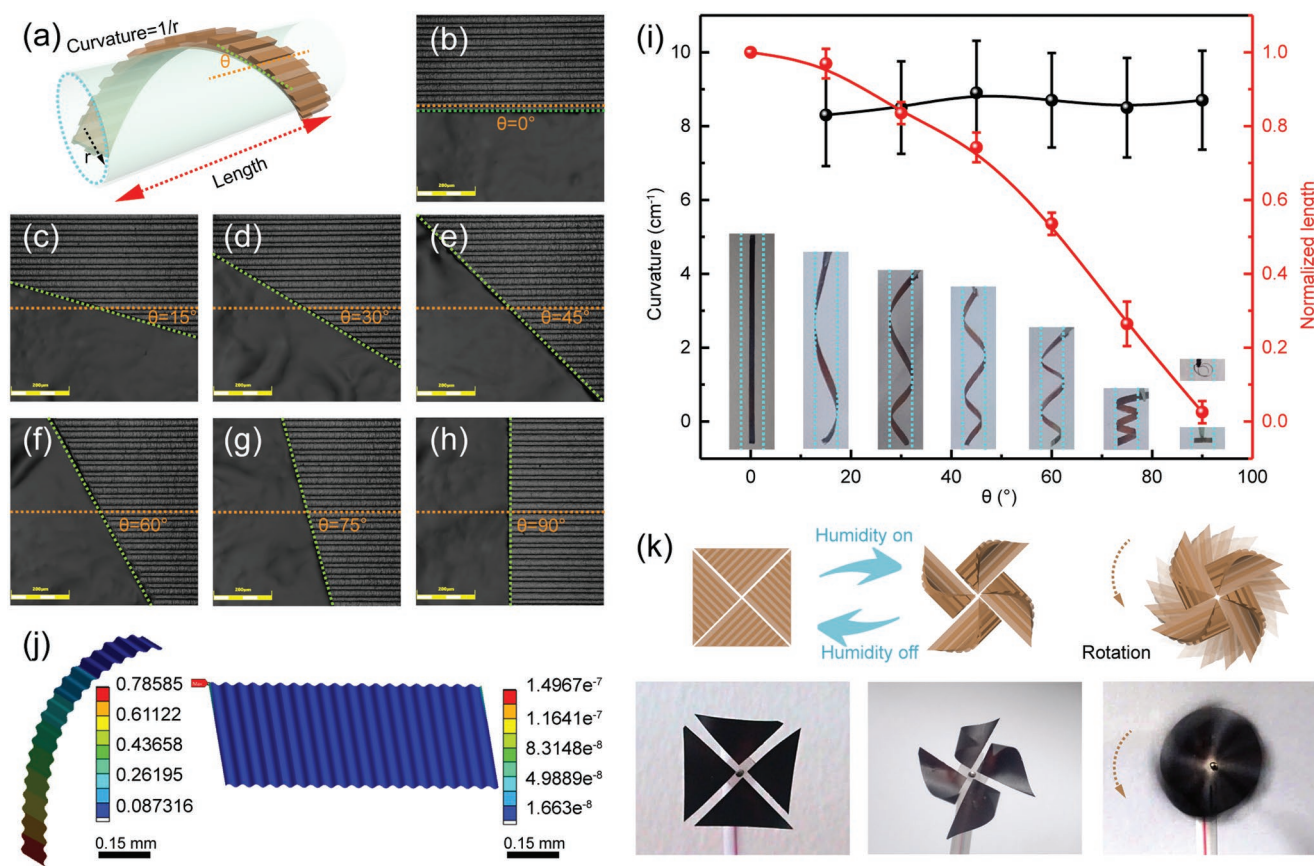 (a)
Curvature=1/r
θ
r
Length
(b)
θ=0°
200μm
(c)
θ=15°
200μm
(d)
θ=30°
200μm
(e)
θ=45°
200μm
(f)
θ=60°
200μm
(g)
θ=75°
200μm
(h)
θ=90°
200μm
(i)
Curvature (cm⁻¹)
10
8
6
4
2
0
Normalized length
1.0
0.8
0.6
0.4
0.2
0.0
0 20 40 60 80 100
θ (°)
(j)
0.78585
0.61122
0.43658
0.26195
0.087316
0.15 mm
1.4967e⁻⁷
1.1641e⁻⁷
8.3148e⁻⁸
4.9889e⁻⁸
1.663e⁻⁸
0.15 mm
(k)
Humidity on
Humidity off
Rotation